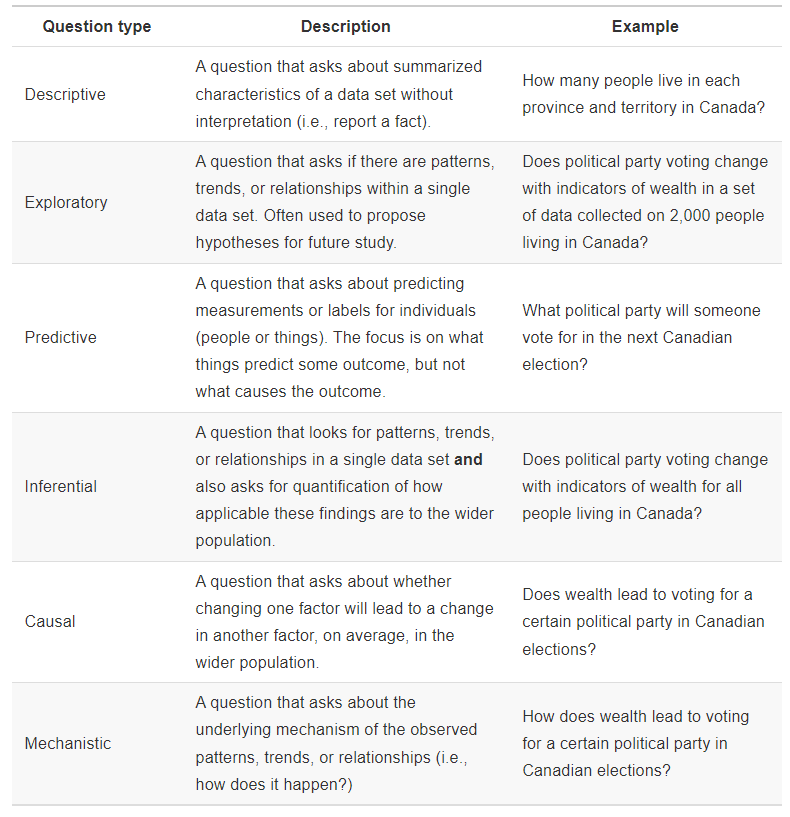 Question type Description Example
Descriptive
A question that asks about summarized
characteristics of a data set without
interpretation (i.e., report a fact).
How many people live in each
province and territory in Canada?
Exploratory
A question that asks if there are patterns,
trends, or relationships within a single
data set. Often used to propose
hypotheses for future study.
Does political party voting change
with indicators of wealth in a set
of data collected on 2,000 people
living in Canada?
Predictive
A question that asks about predicting
measurements or labels for individuals
(people or things). The focus is on what
things predict some outcome, but not
what causes the outcome.
What political party will someone
vote for in the next Canadian
election?
Inferential
A question that looks for patterns, trends,
or relationships in a single data set and
also asks for quantification of how
applicable these findings are to the wider
population.
Does political party voting change
with indicators of wealth for all
people living in Canada?
Causal
A question that asks about whether
changing one factor will lead to a change
in another factor, on average, in the
wider population.
Does wealth lead to voting for a
certain political party in Canadian
elections?
Mechanistic
A question that asks about the
underlying mechanism of the observed
patterns, trends, or relationships (i.e.,
how does it happen?)
How does wealth lead to voting
for a certain political party in
Canadian elections?